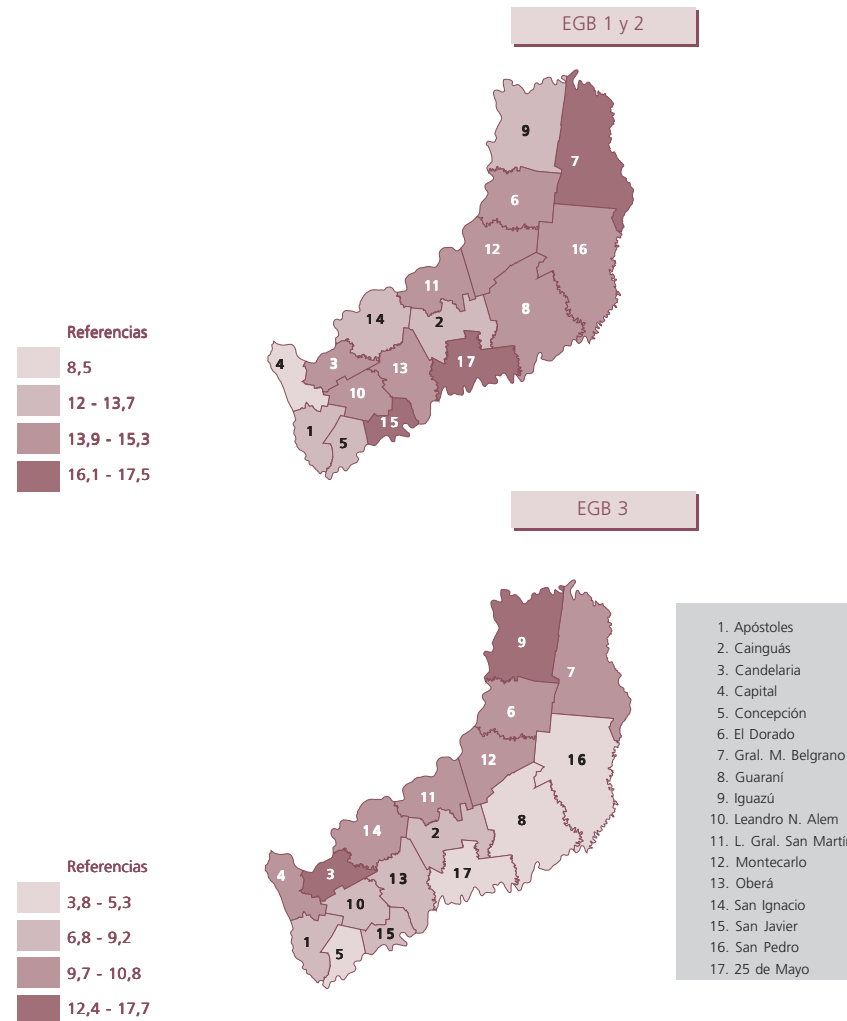 EGB 1 y 2
9
7
6
16
12
11
8
14
2
17
4
3
13
10
15
1
5
Referencias
8,5
12 - 13,7
13,9 - 15,3
16,1 - 17,5
EGB 3
9
7
6
16
12
11
8
14
2
17
4
3
13
10
15
1
5
Referencias
3,8 - 5,3
6,8 - 9,2
9,7 - 10,8
12,4 - 17,7
1. Apóstoles
2. Cainguás
3. Candelaria
4. Capital
5. Concepción
6. El Dorado
7. Gral. M. Belgrano
8. Guaraní
9. Iguazú
10. Leandro N. Alem
11. L. Gral. San Martí
12. Montecarlo
13. Oberá
14. San Ignacio
15. San Javier
16. San Pedro
17. 25 de Mayo